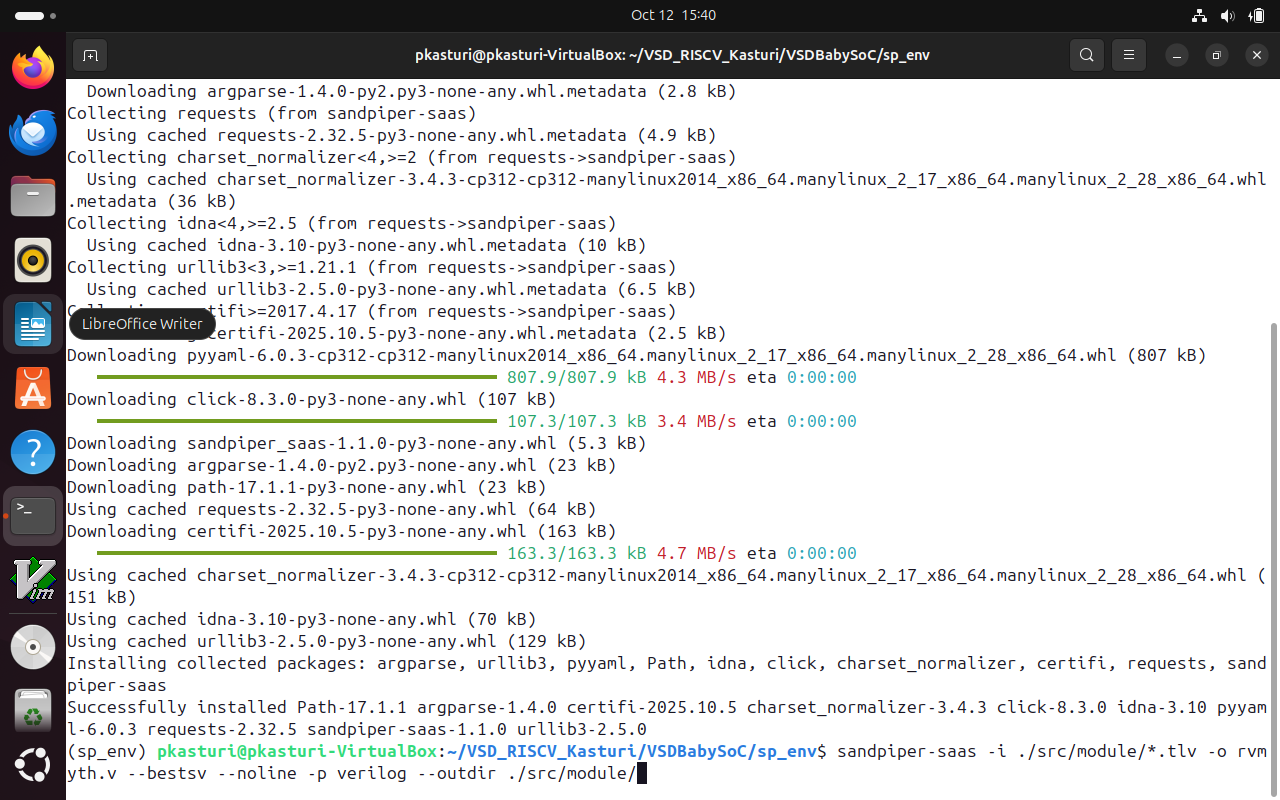 Oct 12 15:40
pkasturi@pkasturi-VirtualBox: ~/VSD_RISCV_Kasturi/VSDBabySoC/sp_env
Downloading argparse-1.4.0-py2.py3-none-any.whl.metadata (2.8 kB)
Collecting requests (from sandpiper-saas)
Using cached requests-2.32.5-py3-none-any.whl.metadata (4.9 kB)
Collecting charset_normalizer<4,>=2 (from requests->sandpiper-saas)
Using cached charset_normalizer-3.4.3-cp312-cp312-manylinux2014_x86_64.manylinux_2_17_x86_64.manylinux_2_28_x86_64.whl
.metadata (36 kB)
Collecting idna<4,>=2.5 (from requests->sandpiper-saas)
Using cached idna-3.10-py3-none-any.whl.metadata (10 kB)
Collecting urllib3<3,>=1.21.1 (from requests->sandpiper-saas)
Using cached urllib3-2.5.0-py3-none-any.whl.metadata (6.5 kB)
(from requests->sandpiper-saas)
LibreOffice Writer
certifi-2025.10.5-py3-none-any.whl.metadata (2.5 kB)
Downloading pyyaml-6.0.3-cp312-cp312-manylinux2014_x86_64.manylinux_2_17_x86_64.manylinux_2_28_x86_64.whl (807 kB)
807.9/807.9 kB 4.3 MB/s eta 0:00:00
Downloading click-8.3.0-py3-none-any.whl (107 kB)
107.3/107.3 kB 3.4 MB/s eta 0:00:00
Downloading sandpiper_saas-1.1.0-py3-none-any.whl (5.3 kB)
Downloading argparse-1.4.0-py2.py3-none-any.whl (23 kB)
Downloading path-17.1.1-py3-none-any.whl (23 kB)
Using cached requests-2.32.5-py3-none-any.whl (64 kB)
Downloading certifi-2025.10.5-py3-none-any.whl (163 kB)
163.3/163.3 kB 4.7 MB/s eta 0:00:00
Using cached charset_normalizer-3.4.3-cp312-cp312-manylinux2014_x86_64.manylinux_2_17_x86_64.manylinux_2_28_x86_64.whl (
151 kB)
Using cached idna-3.10-py3-none-any.whl (70 kB)
Using cached urllib3-2.5.0-py3-none-any.whl (129 kB)
Installing collected packages: argparse, urllib3, pyyaml, Path, idna, click, charset_normalizer, certifi, requests, sand
piper-saas
Successfully installed Path-17.1.1 argparse-1.4.0 certifi-2025.10.5 charset_normalizer-3.4.3 click-8.3.0 idna-3.10 pyyam
l-6.0.3 requests-2.32.5 sandpiper-saas-1.1.0 urllib3-2.5.0
(sp_env) pkasturi@pkasturi-VirtualBox:~/VSD_RISCV_Kasturi/VSDBabySoC/sp_env$ sandpiper-saas -i ./src/module/*.tlv -o rvm
yth.v --bestsv --noline -p verilog --outdir ./src/module/